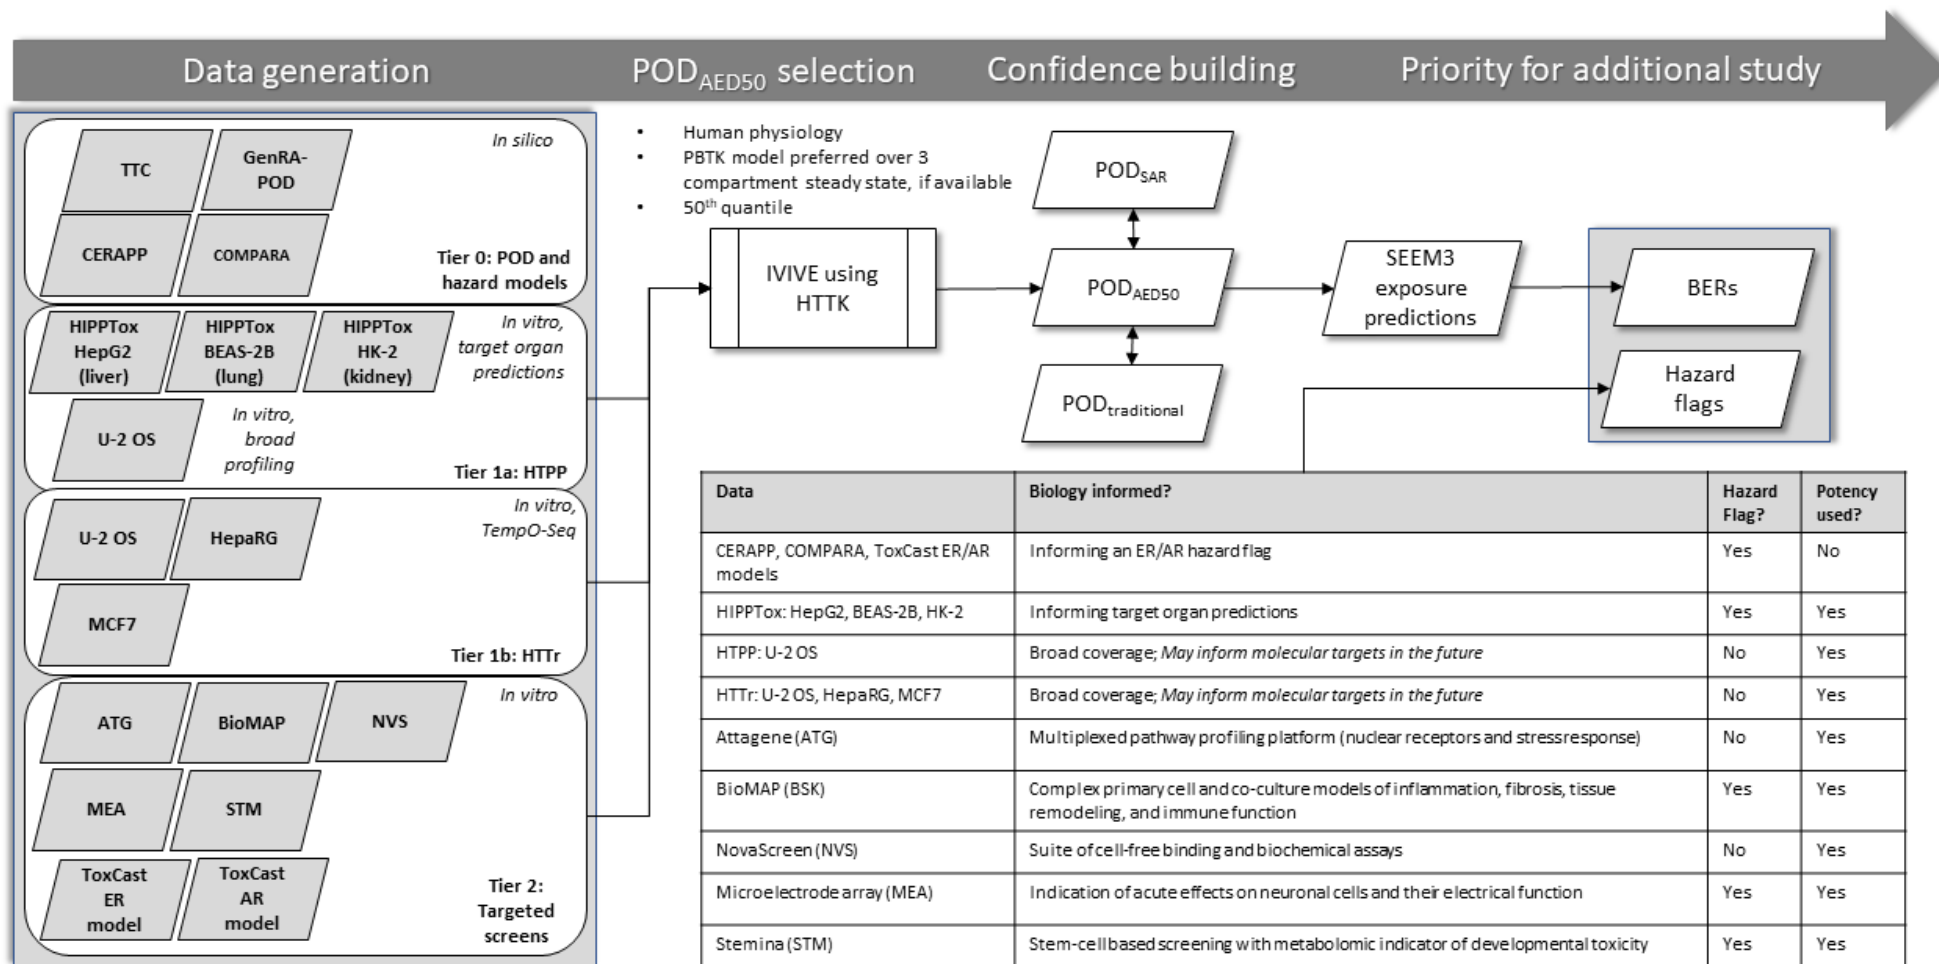 Data generation
POD AED50 selection
Confidence building
Priority for additional study
In silico
TTC
GenRA-
POD
CERAPP
COMPARA
Tier 0: POD and
hazard models
HIPPTox
HepG2
(liver)
HIPPTox
BEAS-2B
(lung)
HIPPTox
HK-2
(kidney)
In vitro,
target organ
predictions
U-2 OS
In vitro,
broad
profiling
Tier 1a: HTPP
U-2 OS
HepaRG
In vitro,
TempO-Seq
MCF7
Tier 1b: HTTr
ATG
BioMAP
NVS
In vitro
MEA
STM
ToxCast
ER
model
ToxCast
AR
model
Tier 2:
Targeted
screens
• Human physiology
• PBTK model preferred over 3
compartment steady state, if available
• 50th quantile
IVIVE using
HTTK
POD SAR
POD AED50
POD traditional
SEEM3
exposure
predictions
BERs
Hazard
flags
Data
Biology informed?
Hazard
Flag?
Potency
used?
CERAPP, COMPARA, ToxCast ER/AR
models
Informing an ER/AR hazard flag
Yes
No
HIPPTox: HepG2, BEAS-2B, HK-2
Informing target organ predictions
Yes
Yes
HTPP: U-2 OS
Broad coverage; May inform molecular targets in the future
No
Yes
HTTr: U-2 OS, HepaRG, MCF7
Broad coverage; May inform molecular targets in the future
No
Yes
Attagene (ATG)
Multiplexed pathway profiling platform (nuclear receptors and stress response)
No
Yes
BioMAP (BSK)
Complex primary cell and co-culture models of inflammation, fibrosis, tissue
remodeling, and immune function
Yes
Yes
NovaScreen (NVS)
Suite of cell-free binding and biochemical assays
No
Yes
Microelectrode array (MEA)
Indication of acute effects on neuronal cells and their electrical function
Yes
Yes
Stemina (STM)
Stem-cell based screening with metabolomic indicator of developmental toxicity
Yes
Yes